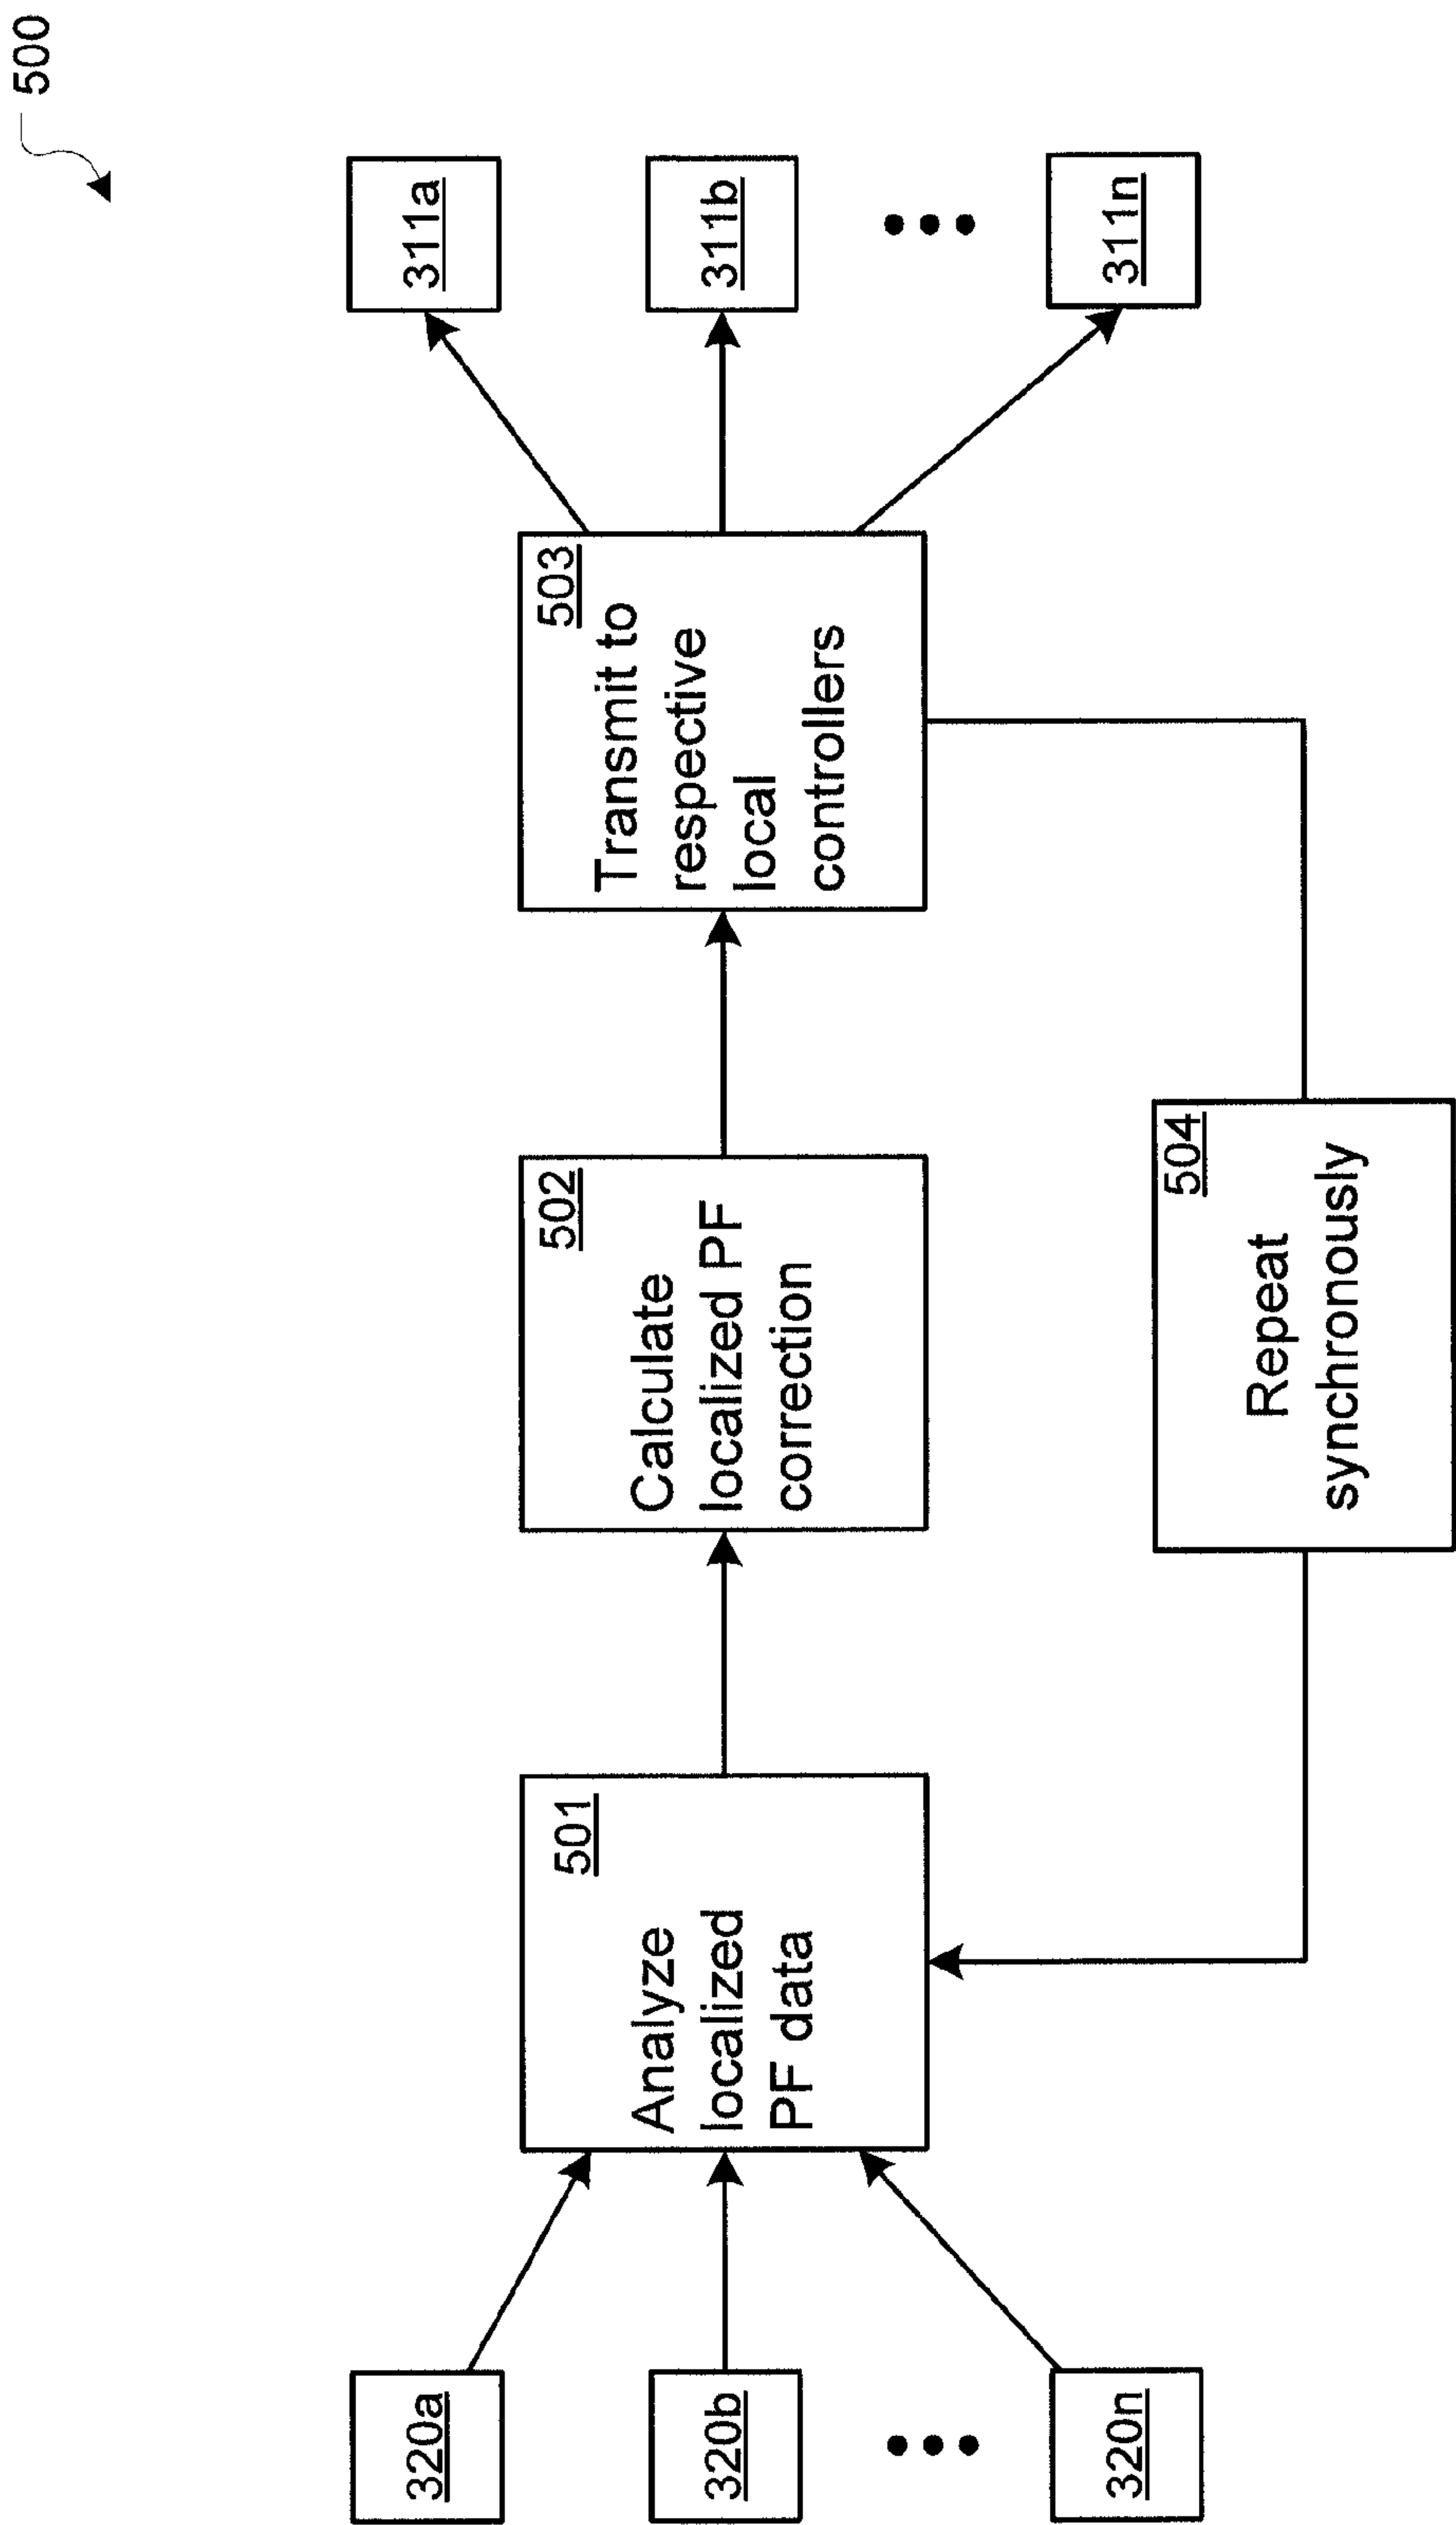 500
320a
320b
320n
501
Analyze
localized
PF data
502
Calculate
localized PF
correction
503
Transmit to
respective
local
controllers
311a
311b
311n
504
Repeat
synchronously